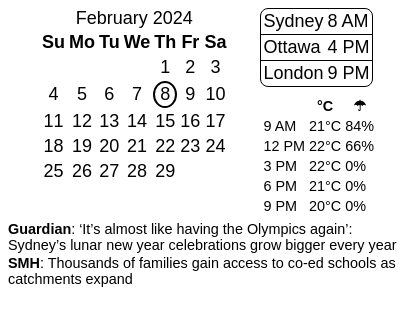 February 2024
Su Mo Tu We Th Fr Sa
1 2 3
4 5 6 7 8 9 10
11 12 13 14 15 16 17
18 19 20 21 22 23 24
25 26 27 28 29
Sydney 8 AM
Ottawa 4 PM
London 9 PM
°C ☂
9 AM 21°C 84%
12 PM 22°C 66%
3 PM 22°C 0%
6 PM 21°C 0%
9 PM 20°C 0%
Guardian: ‘It’s almost like having the Olympics again’:
Sydney’s lunar new year celebrations grow bigger every year
SMH: Thousands of families gain access to co-ed schools as
catchments expand